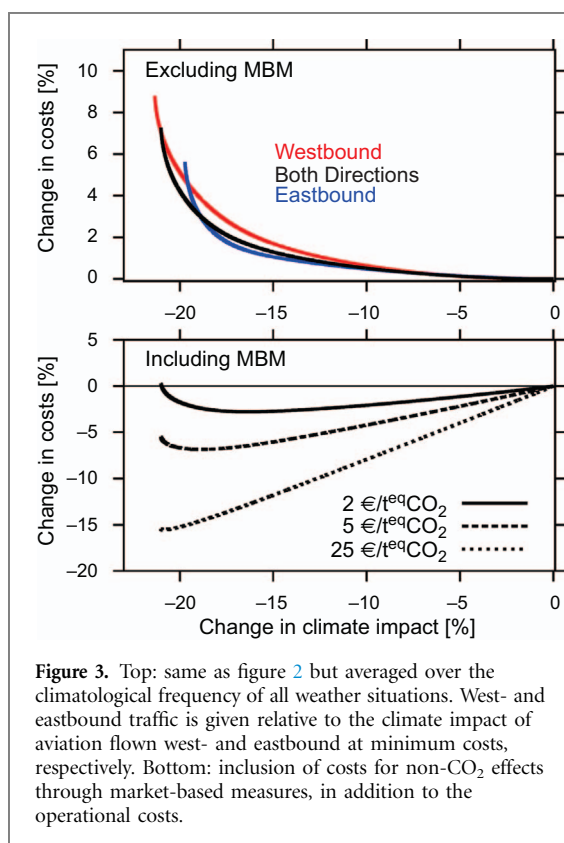 Change in costs [%]
10
8
6
4
2
0
Excluding MBM
Westbound
Both Directions
Eastbound
−20 −15 −10 −5 0
Change in costs [%]
5
0
−5
−10
−15
−20
Including MBM
2 €/t^eqCO₂
5 €/t^eqCO₂
25 €/t^eqCO₂
−20 −15 −10 −5 0
Change in climate impact [%]
Figure 3. Top: same as figure 2 but averaged over the
climatological frequency of all weather situations. West- and
eastbound traffic is given relative to the climate impact of
aviation flown west- and eastbound at minimum costs,
respectively. Bottom: inclusion of costs for non-CO₂ effects
through market-based measures, in addition to the
operational costs.